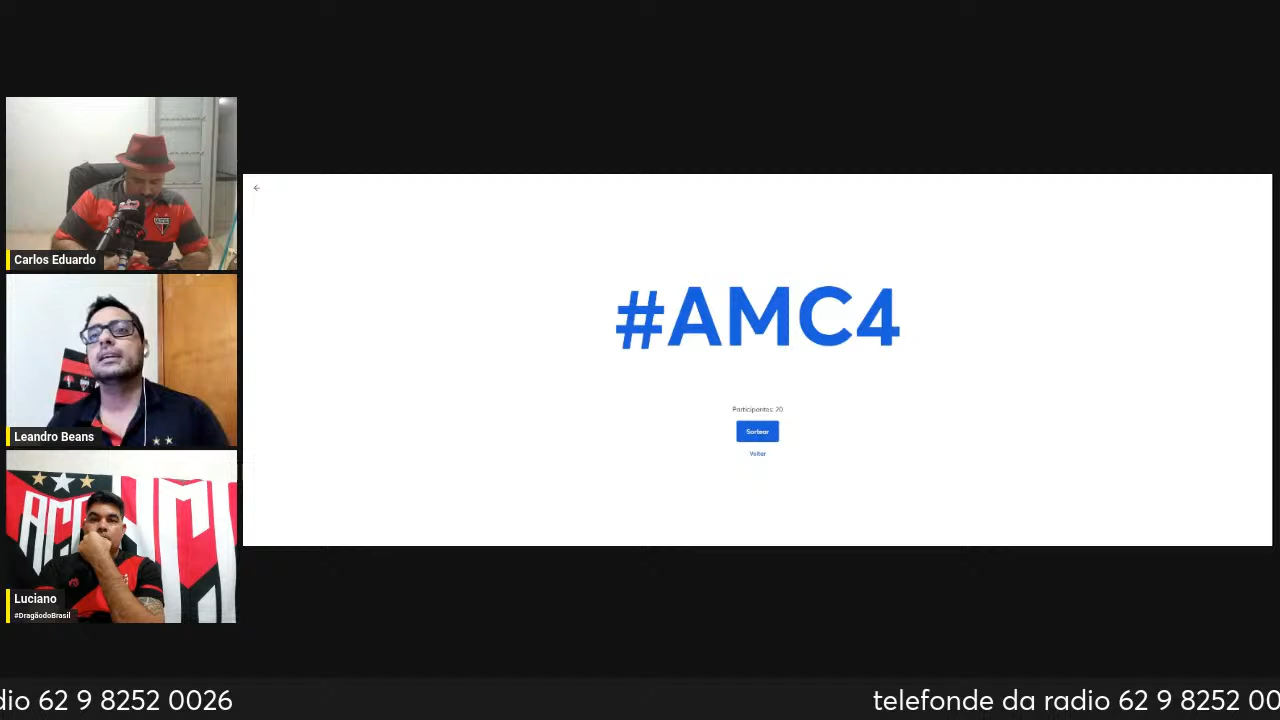 Carlos Eduardo
Leandro Beans
Luciano
#DragãodoBrasil
#AMC4
Participantes: 20
Sortear
Voltar
dio 62 9 8252 0026
telefonde da radio 62 9 8252 00